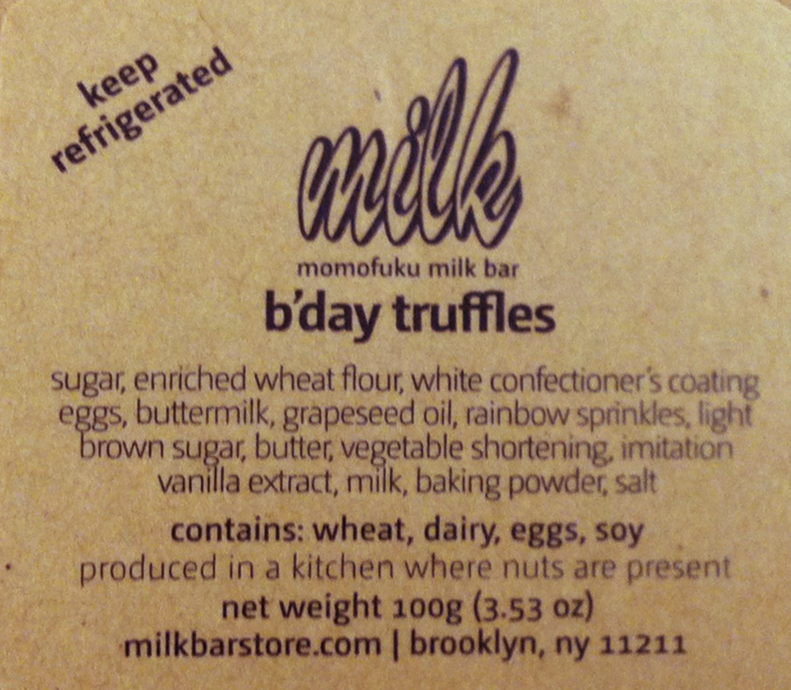 keep
refrigerated
milk
momofuku milk bar
b'day truffles
sugar, enriched wheat flour, white confectioner's coating
eggs, buttermilk, grapeseed oil, rainbow sprinkles, light
brown sugar, butter, vegetable shortening, imitation
vanilla extract, milk, baking powder, salt
contains: wheat, dairy, eggs, soy
produced in a kitchen where nuts are present
net weight 100g (3.53 oz)
milkbarstore.com | brooklyn, ny 11211